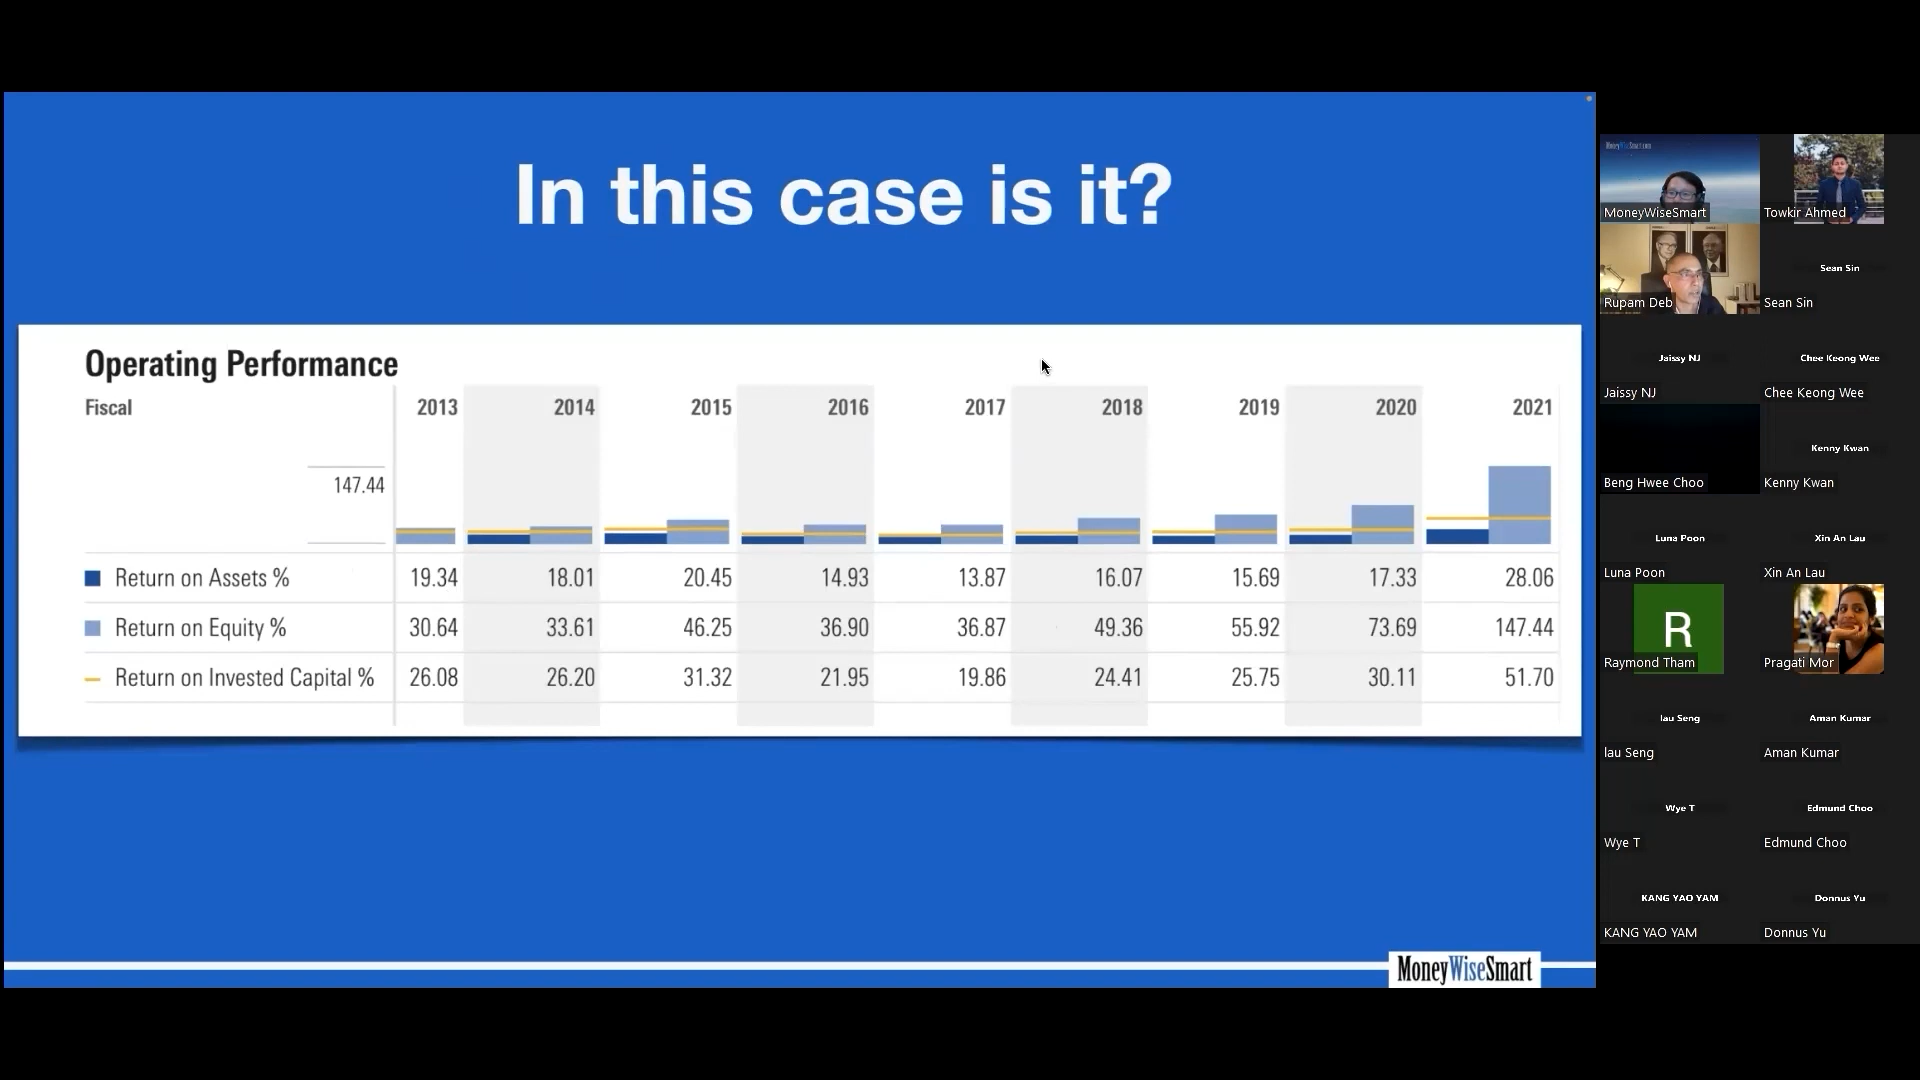 In this case is it?
Operating Performance
Fiscal 2013 2014 2015 2016 2017 2018 2019 2020 2021
147.44
Return on Assets % 19.34 18.01 20.45 14.93 13.87 16.07 15.69 17.33 28.06
Return on Equity % 30.64 33.61 46.25 36.90 36.87 49.36 55.92 73.69 147.44
Return on Invested Capital % 26.08 26.20 31.32 21.95 19.86 24.41 25.75 30.11 51.70
MoneyWiseSmart
MoneyWiseSmart
Towkir Ahmed
Rupam Deb
Sean Sin
Sean Sin
Jaissy NJ
Jaissy NJ
Chee Keong Wee
Chee Keong Wee
Beng Hwee Choo
Kenny Kwan
Kenny Kwan
Luna Poon
Luna Poon
Xin An Lau
Xin An Lau
R
Raymond Tham
Pragati Mor
lau Seng
lau Seng
Aman Kumar
Aman Kumar
Wye T
Wye T
Edmund Choo
Edmund Choo
KANG YAO YAM
KANG YAO YAM
Donnus Yu
Donnus Yu